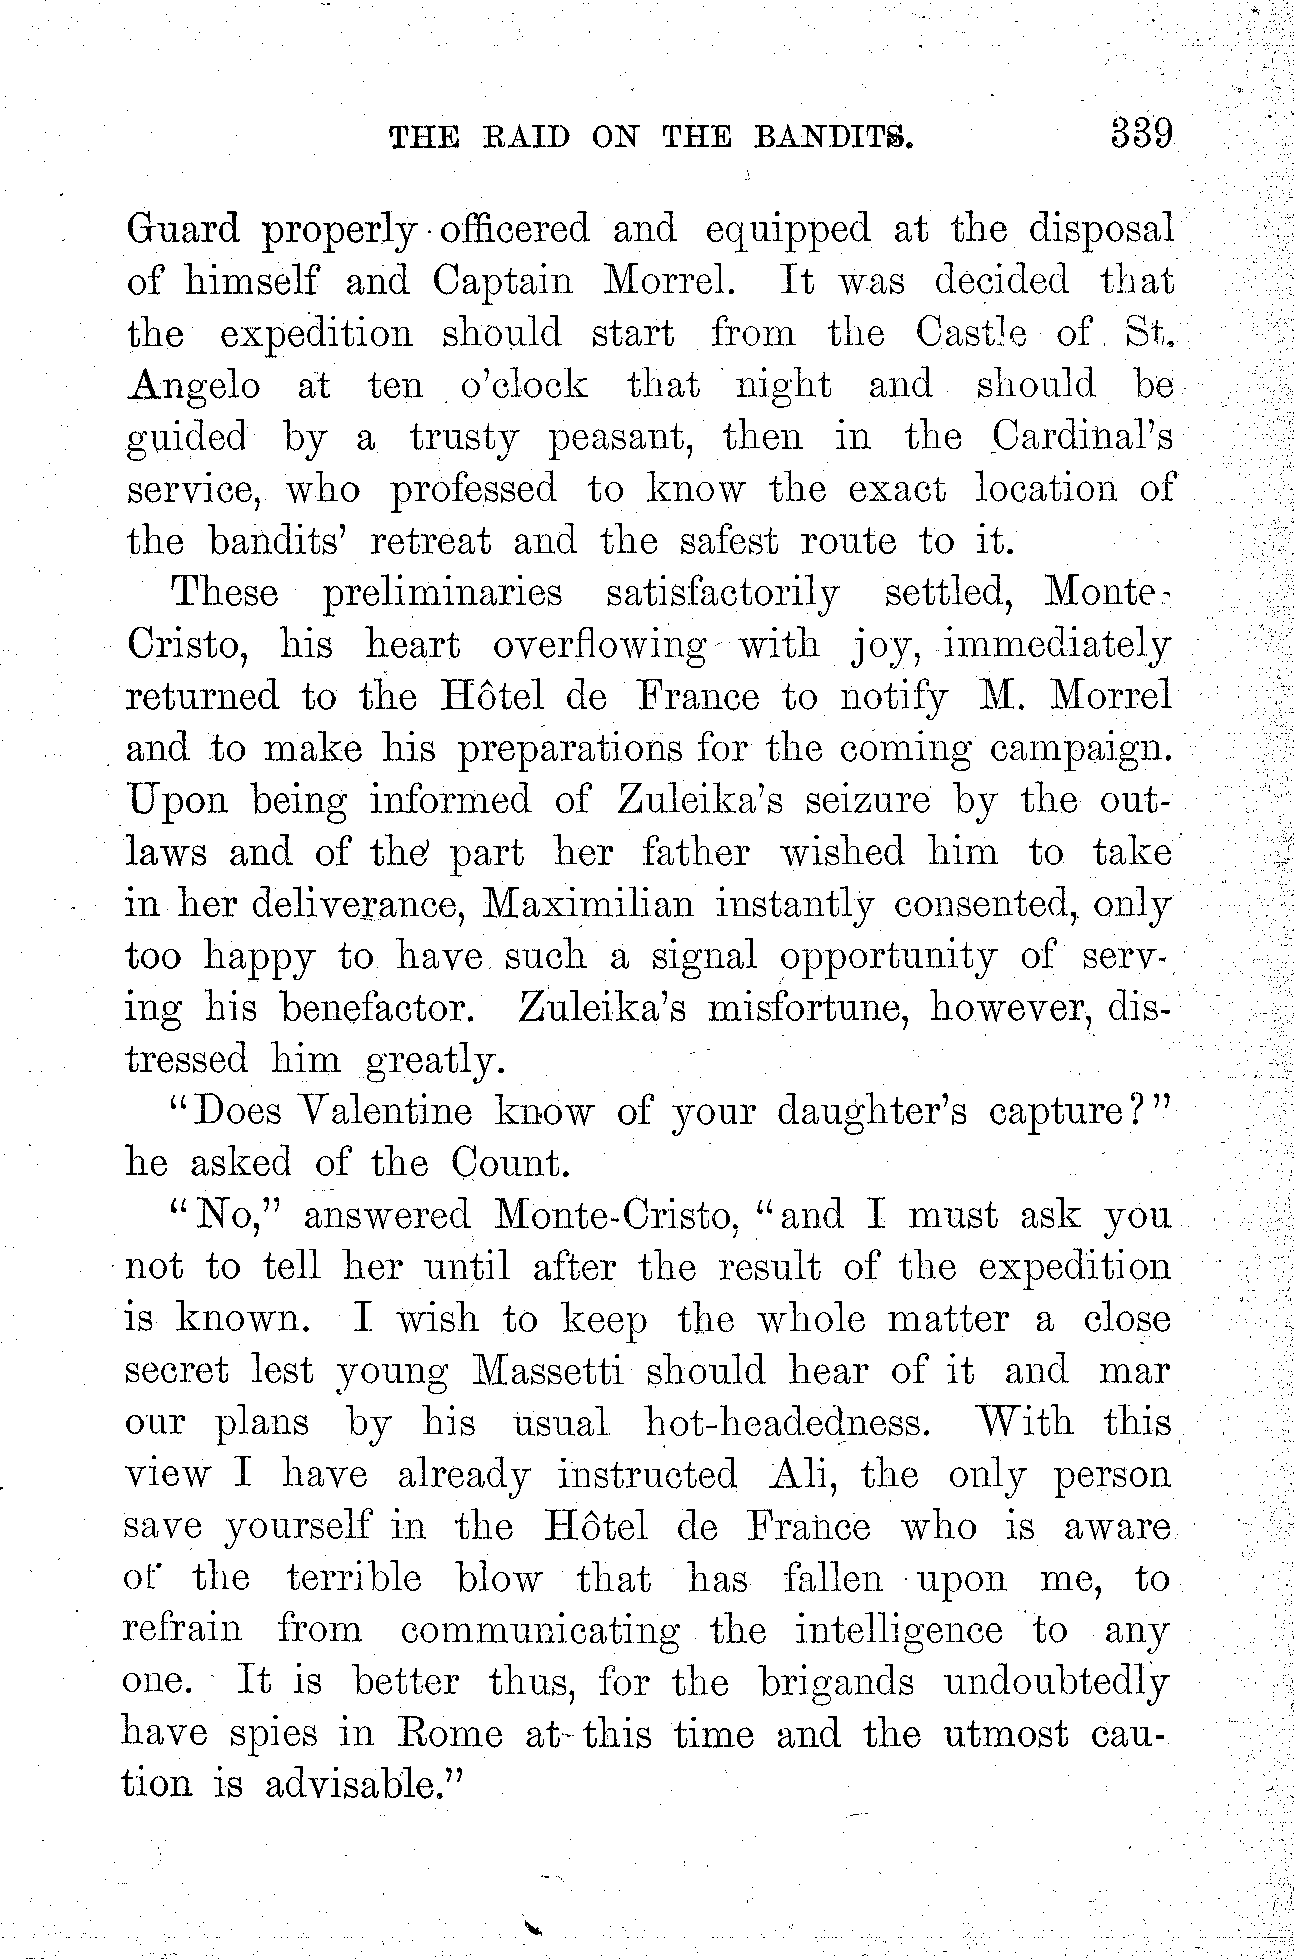 THE RAID ON THE BANDITS. 339
Guard properly officered and equipped at the disposal
of himself and Captain Morrel. It was decided that
the expedition should start from the Castle of St.
Angelo at ten o'clock that night and should be
guided by a trusty peasant, then in the Cardinal's
service, who professed to know the exact location of
the bandits' retreat and the safest route to it.
These preliminaries satisfactorily settled, Monte-
Cristo, his heart overflowing with joy, immediately
returned to the Hôtel de France to notify M. Morrel
and to make his preparations for the coming campaign.
Upon being informed of Zuleika's seizure by the out-
laws and of the part her father wished him to take
in her deliverance, Maximilian instantly consented, only
too happy to have such a signal opportunity of serv-
ing his benefactor. Zuleika's misfortune, however, dis-
tressed him greatly.
"Does Valentine know of your daughter's capture?"
he asked of the Count.
"No," answered Monte-Cristo, "and I must ask you
not to tell her until after the result of the expedition
is known. I wish to keep the whole matter a close
secret lest young Massetti should hear of it and mar
our plans by his usual hot-headedness. With this
view I have already instructed Ali, the only person
save yourself in the Hôtel de France who is aware
of the terrible blow that has fallen upon me, to
refrain from communicating the intelligence to any
one. It is better thus, for the brigands undoubtedly
have spies in Rome at this time and the utmost cau-
tion is advisable."